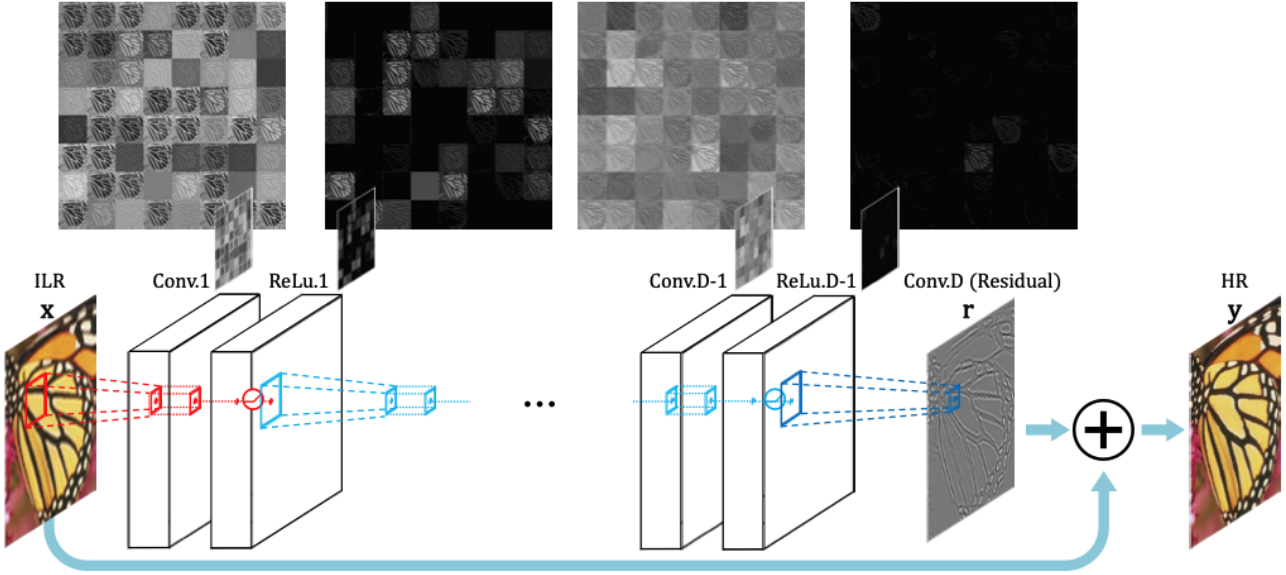 ILR
x
Conv.1
ReLu.1
...
Conv.D-1
ReLu.D-1
Conv.D (Residual)
r
HR
y